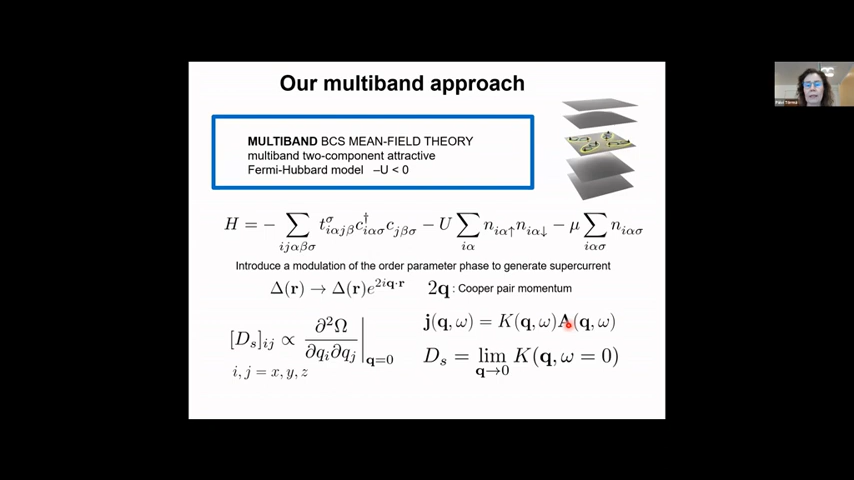 Our multiband approach
MULTIBAND BCS MEAN-FIELD THEORY
multiband two-component attractive
Fermi-Hubbard model –U < 0
H = − ∑_{ijαβσ} t^σ_{iαjβ} c†_{iασ} c_{jβσ} − U ∑_{iα} n_{iα↑} n_{iα↓} − μ ∑_{iασ} n_{iασ}
Introduce a modulation of the order parameter phase to generate supercurrent
Δ(r) → Δ(r)e^{2iq·r} 2q : Cooper pair momentum
[D_s]_{ij} ∝ ∂²Ω / ∂q_i∂q_j |_{q=0}
i, j = x, y, z
j(q, ω) = K(q, ω)A(q, ω)
D_s = lim_{q→0} K(q, ω = 0)